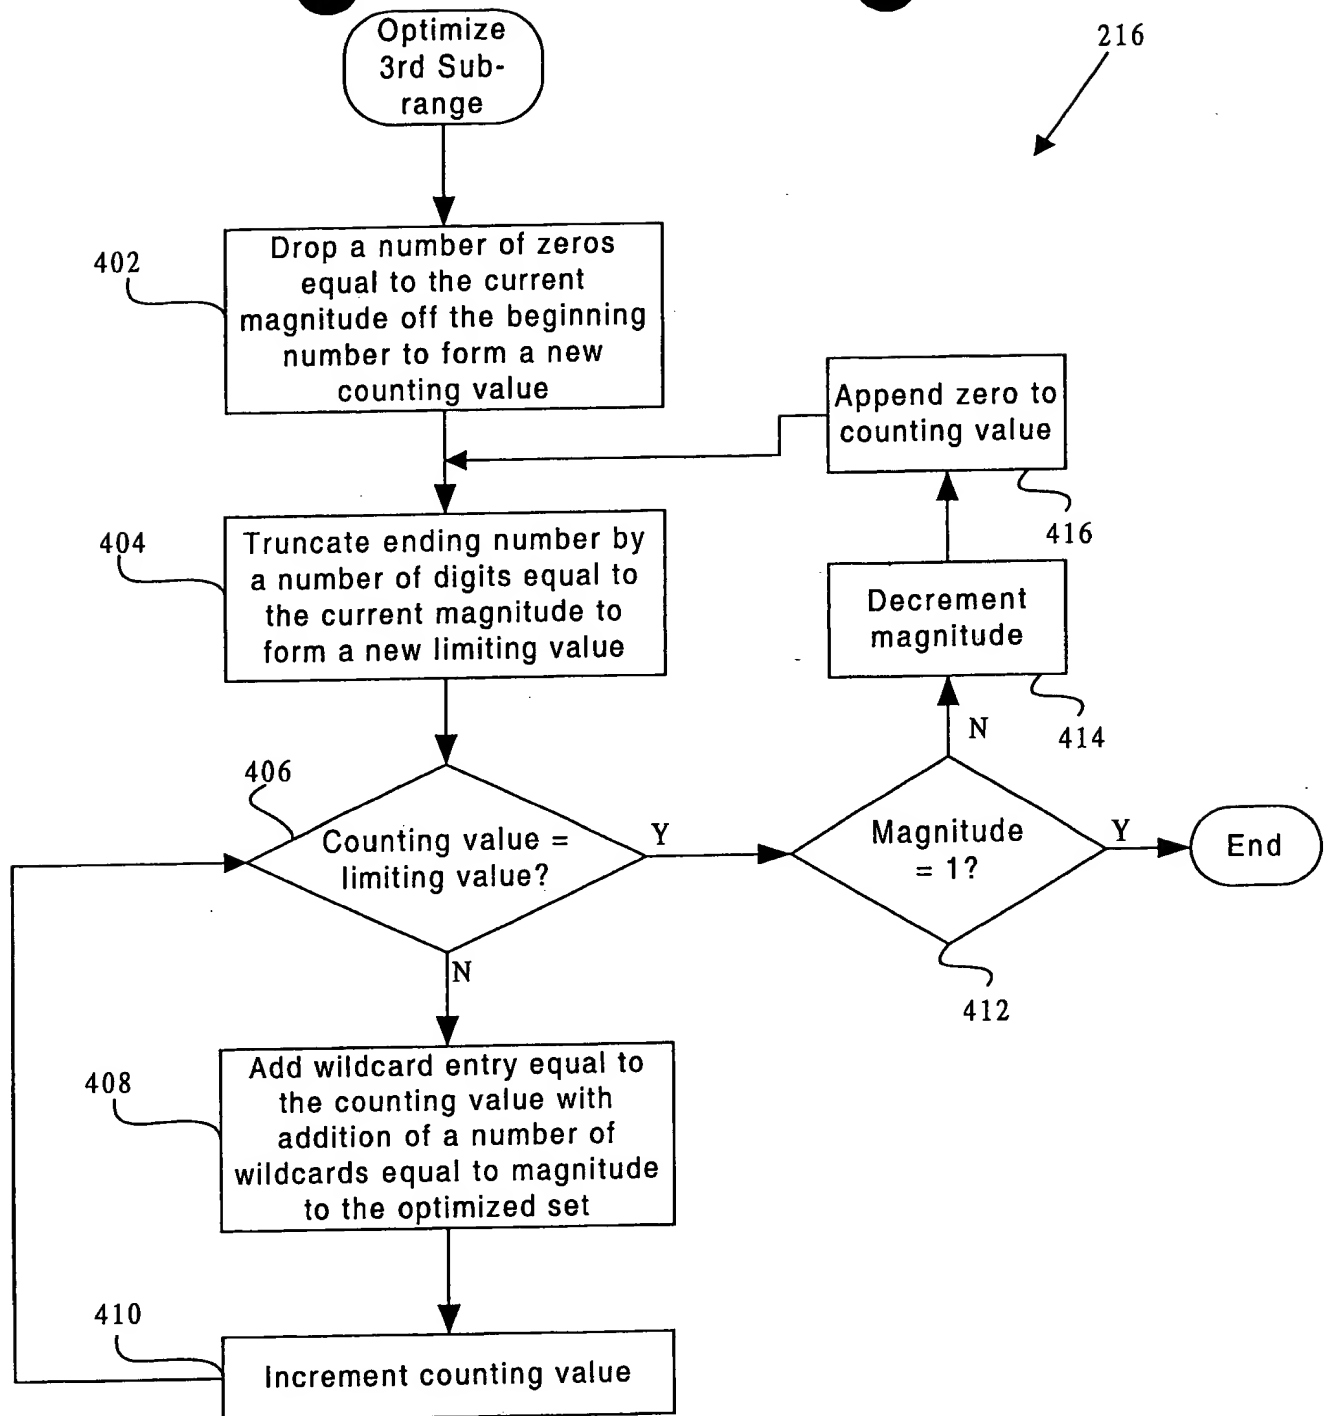 Optimize
3rd Sub-
range
216
402
Drop a number of zeros
equal to the current
magnitude off the beginning
number to form a new
counting value
Append zero to
counting value
416
404
Truncate ending number by
a number of digits equal to
the current magnitude to
form a new limiting value
Decrement
magnitude
414
N
406
Counting value =
limiting value?
Y
Magnitude
= 1?
Y
End
N
412
408
Add wildcard entry equal to
the counting value with
addition of a number of
wildcards equal to magnitude
to the optimized set
410
Increment counting value